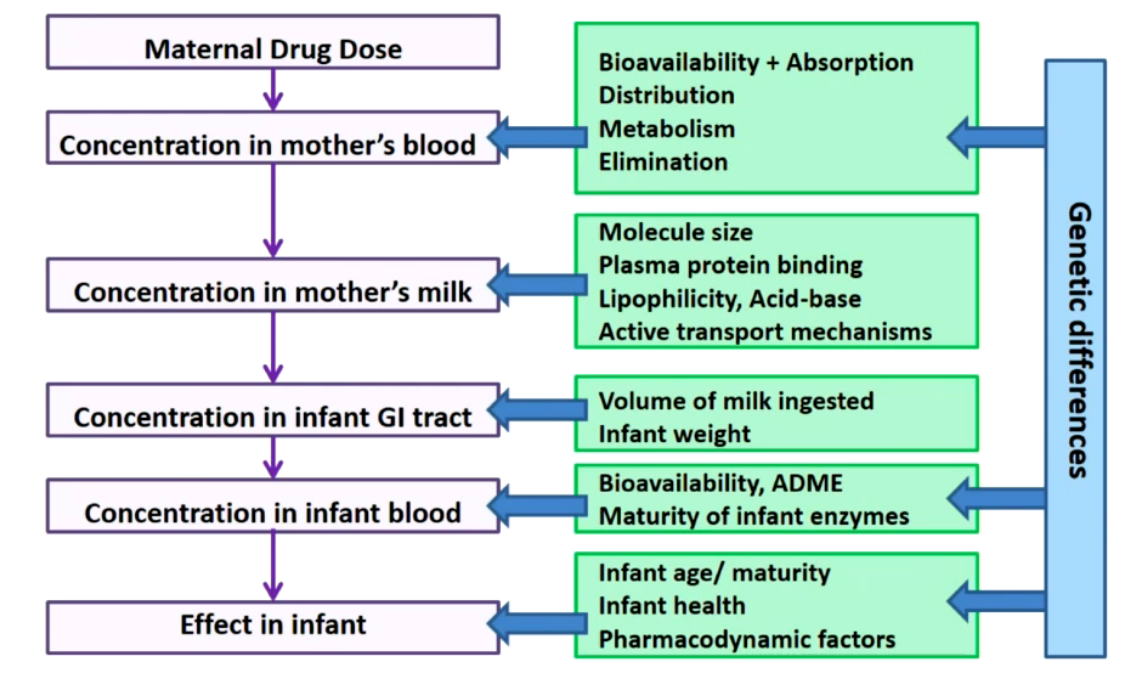 Maternal Drug Dose
Concentration in mother’s blood
Concentration in mother’s milk
Concentration in infant GI tract
Concentration in infant blood
Effect in infant
Bioavailability + Absorption
Distribution
Metabolism
Elimination
Molecule size
Plasma protein binding
Lipophilicity, Acid-base
Active transport mechanisms
Volume of milk ingested
Infant weight
Bioavailability, ADME
Maturity of infant enzymes
Infant age/ maturity
Infant health
Pharmacodynamic factors
Genetic differences